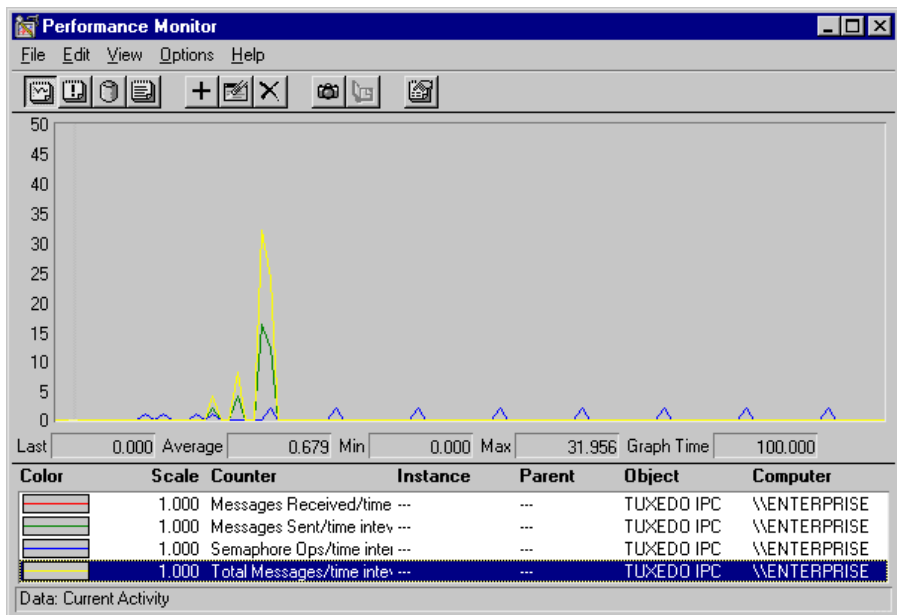 Performance Monitor
File Edit View Options Help
50
45
40
35
30
25
20
15
10
5
0
Last 0.000 Average 0.679 Min 0.000 Max 31.956 Graph Time 100.000
Color Scale Counter Instance Parent Object Computer
1.000 Messages Received/time --- --- TUXEDO IPC \\ENTERPRISE
1.000 Messages Sent/time intev --- --- TUXEDO IPC \\ENTERPRISE
1.000 Semaphore Ops/time inter --- --- TUXEDO IPC \\ENTERPRISE
1.000 Total Messages/time intev --- --- TUXEDO IPC \\ENTERPRISE
Data: Current Activity